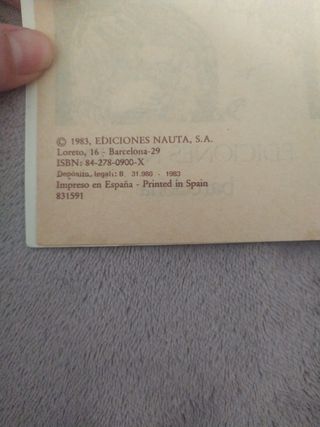 © 1983, EDICIONES NAUTA, S.A.
Loreto, 16 - Barcelona-29
ISBN: 84-278-0900-X
Depósito, legal: B 31.980 - 1983
Impreso en España - Printed in Spain
831591